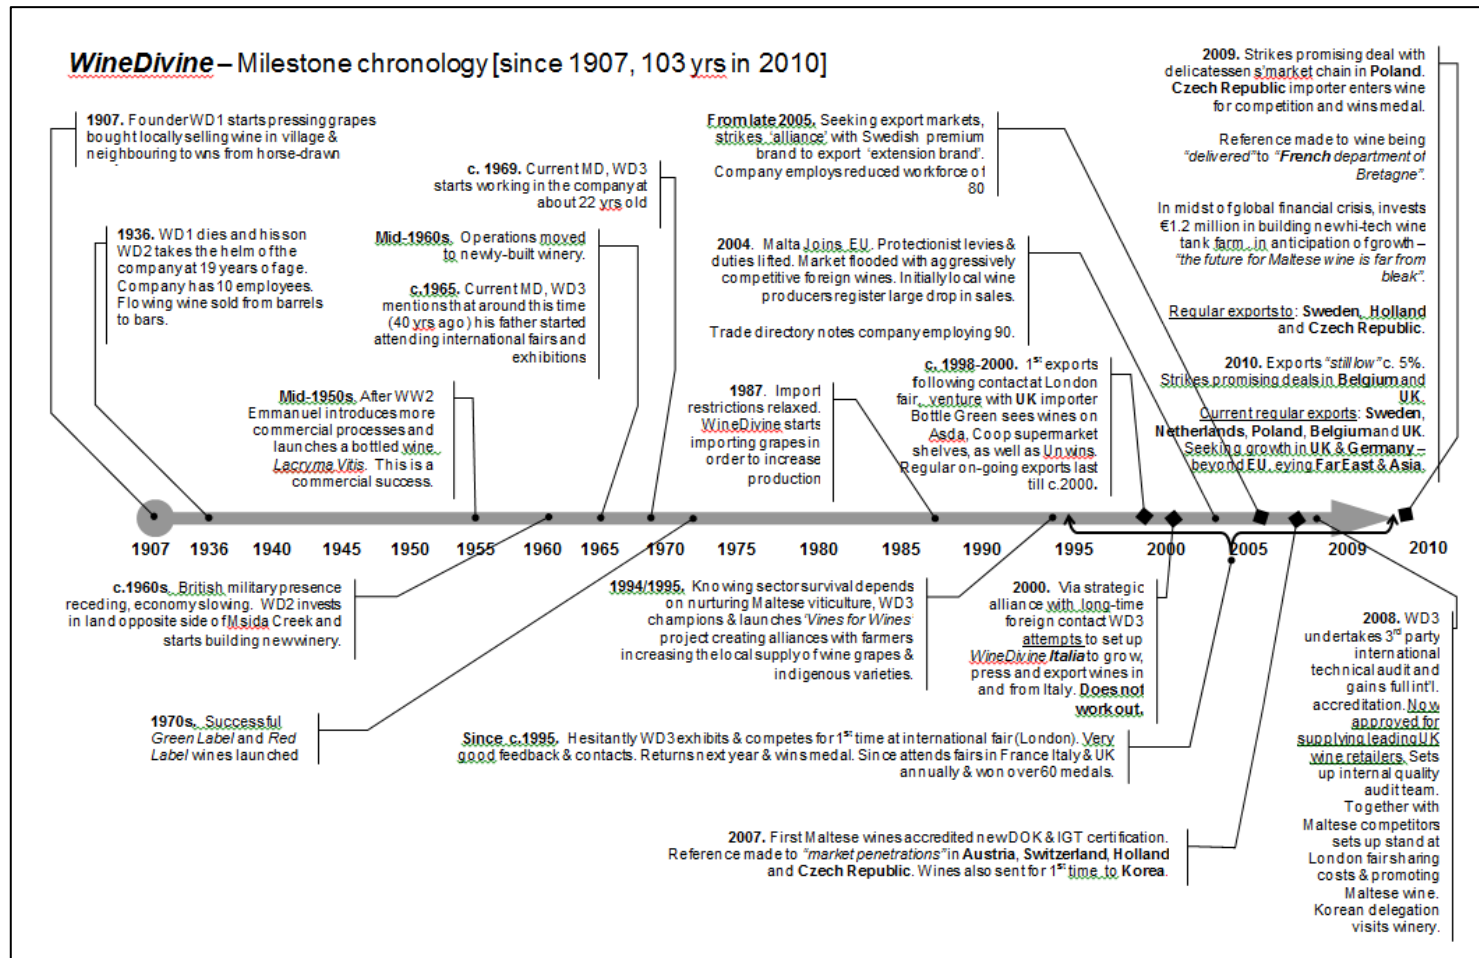 WineDivine – Milestone chronology [since 1907, 103 yrs in 2010]
1907. Founder WD1 starts pressing grapes
bought locally selling wine in village &
neighbouring towns from horse-drawn
1936. WD1 dies and his son
WD2 takes the helm of the
company at 19 years of age.
Company has 10 employees.
Flowing wine sold from barrels
to bars.
c. 1969. Current MD, WD3
starts working in the company at
about 22 yrs old
Mid-1960s. Operations moved
to newly-built winery.
c.1965. Current MD, WD3
mentions that around this time
(40 yrs ago) his father started
attending international fairs and
exhibitions
Mid-1950s. After WW2
Emmanuel introduces more
commercial processes and
launches a bottled wine,
Lacryma Vitis. This is a
commercial success.
From late 2005. Seeking export markets,
strikes ‘alliance’ with Swedish premium
brand to export ‘extension brand’.
Company employs reduced workforce of
80
2004. Malta Joins EU. Protectionist levies &
duties lifted. Market flooded with aggressively
competitive foreign wines. Initially local wine
producers register large drop in sales.
Trade directory notes company employing 90.
1987. Import
restrictions relaxed.
WineDivine starts
importing grapes in
order to increase
production
c. 1998-2000. 1st exports
following contact at London
fair, venture with UK importer
Bottle Green sees wines on
Asda, Coop supermarket
shelves, as well as Unwins.
Regular on-going exports last
till c.2000.
2009. Strikes promising deal with
delicatessen s’market chain in Poland.
Czech Republic importer enters wine
for competition and wins medal.
Reference made to wine being
“delivered” to “French department of
Bretagne”.
In midst of global financial crisis, invests
€1.2 million in building new hi-tech wine
tank farm, in anticipation of growth –
“the future for Maltese wine is far from
bleak”.
Regular exports to: Sweden, Holland
and Czech Republic.
2010. Exports “still low” c. 5%.
Strikes promising deals in Belgium and
UK.
Current regular exports: Sweden,
Netherlands, Poland, Belgium and UK.
Seeking growth in UK & Germany –
beyond EU, eying Far East & Asia.
1907 1936 1940 1945 1950 1955 1960 1965 1970 1975 1980 1985 1990 1995 2000 2005 2009 2010
c.1960s. British military presence
receding, economy slowing. WD2 invests
in land opposite side of Msida Creek and
starts building new winery.
1970s. Successful
Green Label and Red
Label wines launched
1994/1995. Knowing sector survival depends
on nurturing Maltese viticulture, WD3
champions & launches ‘Vines for Wines’
project creating alliances with farmers
increasing the local supply of wine grapes &
indigenous varieties.
2000. Via strategic
alliance with long-time
foreign contact WD3
attempts to set up
WineDivine Italia to grow,
press and export wines in
and from Italy. Does not
work out.
Since c.1995. Hesitantly WD3 exhibits & competes for 1st time at international fair (London). Very
good feedback & contacts. Returns next year & wins medal. Since attends fairs in France Italy & UK
annually & won over 60 medals.
2007. First Maltese wines accredited new DOK & IGT certification.
Reference made to “market penetrations” in Austria, Switzerland, Holland
and Czech Republic. Wines also sent for 1st time to Korea.
2008. WD3
undertakes 3rd party
international
technical audit and
gains full int’l.
accreditation. Now
approved for
supplying leading UK
wine retailers. Sets
up internal quality
audit team.
Together with
Maltese competitors
sets up stand at
London fair sharing
costs & promoting
Maltese wine.
Korean delegation
visits winery.